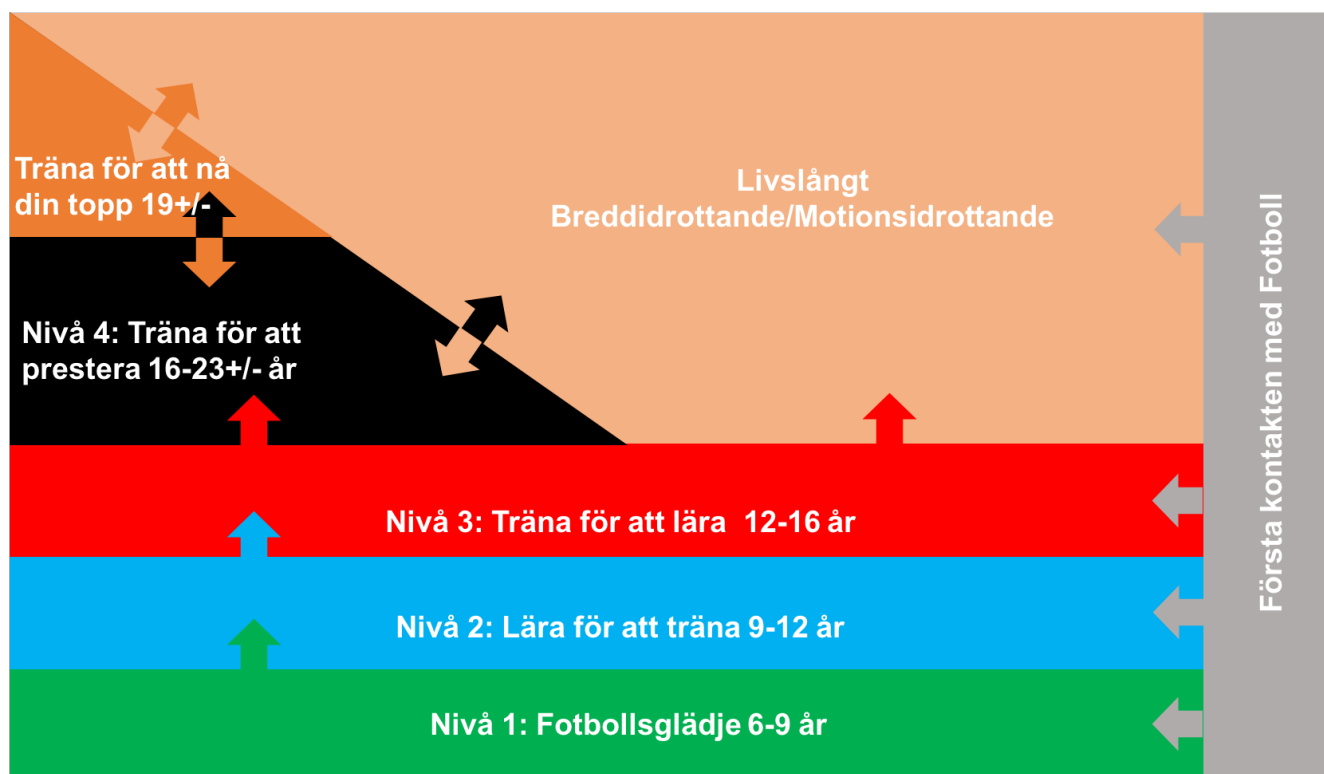 Träna för att nå
din topp 19+/-
Livslångt
Breddidrottande/Motionsidrottande
Nivå 4: Träna för att
prestera 16-23+/- år
Nivå 3: Träna för att lära  12-16 år
Nivå 2: Lära för att träna 9-12 år
Nivå 1: Fotbollsglädje 6-9 år
Första kontakten med Fotboll